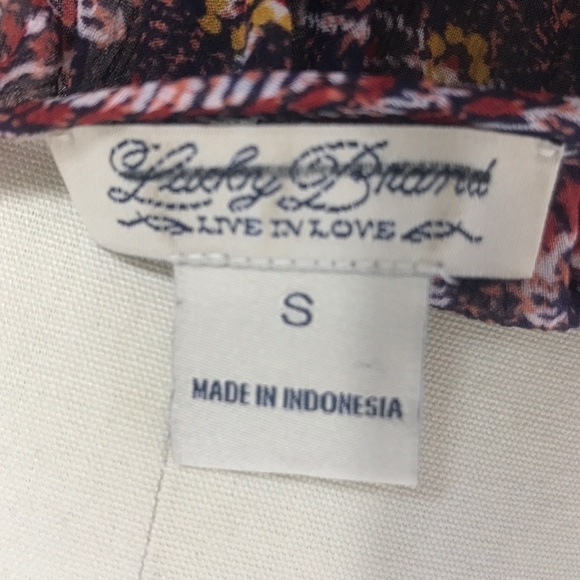 Lucky Brand
LIVE IN LOVE
S
MADE IN INDONESIA